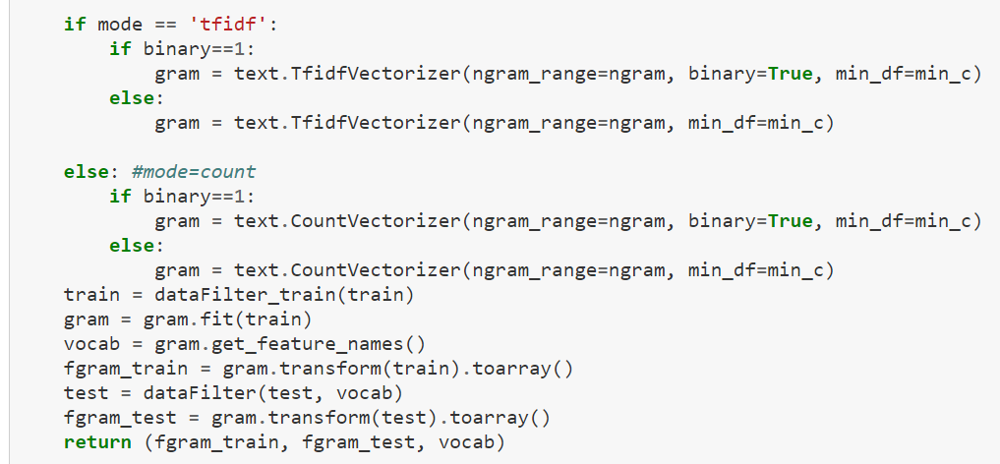 if mode == 'tfidf':
if binary==1:
gram = text.TfidfVectorizer(ngram_range=ngram, binary=True, min_df=min_c)
else:
gram = text.TfidfVectorizer(ngram_range=ngram, min_df=min_c)
else: #mode=count
if binary==1:
gram = text.CountVectorizer(ngram_range=ngram, binary=True, min_df=min_c)
else:
gram = text.CountVectorizer(ngram_range=ngram, min_df=min_c)
train = dataFilter_train(train)
gram = gram.fit(train)
vocab = gram.get_feature_names()
fgram_train = gram.transform(train).toarray()
test = dataFilter(test, vocab)
fgram_test = gram.transform(test).toarray()
return (fgram_train, fgram_test, vocab)